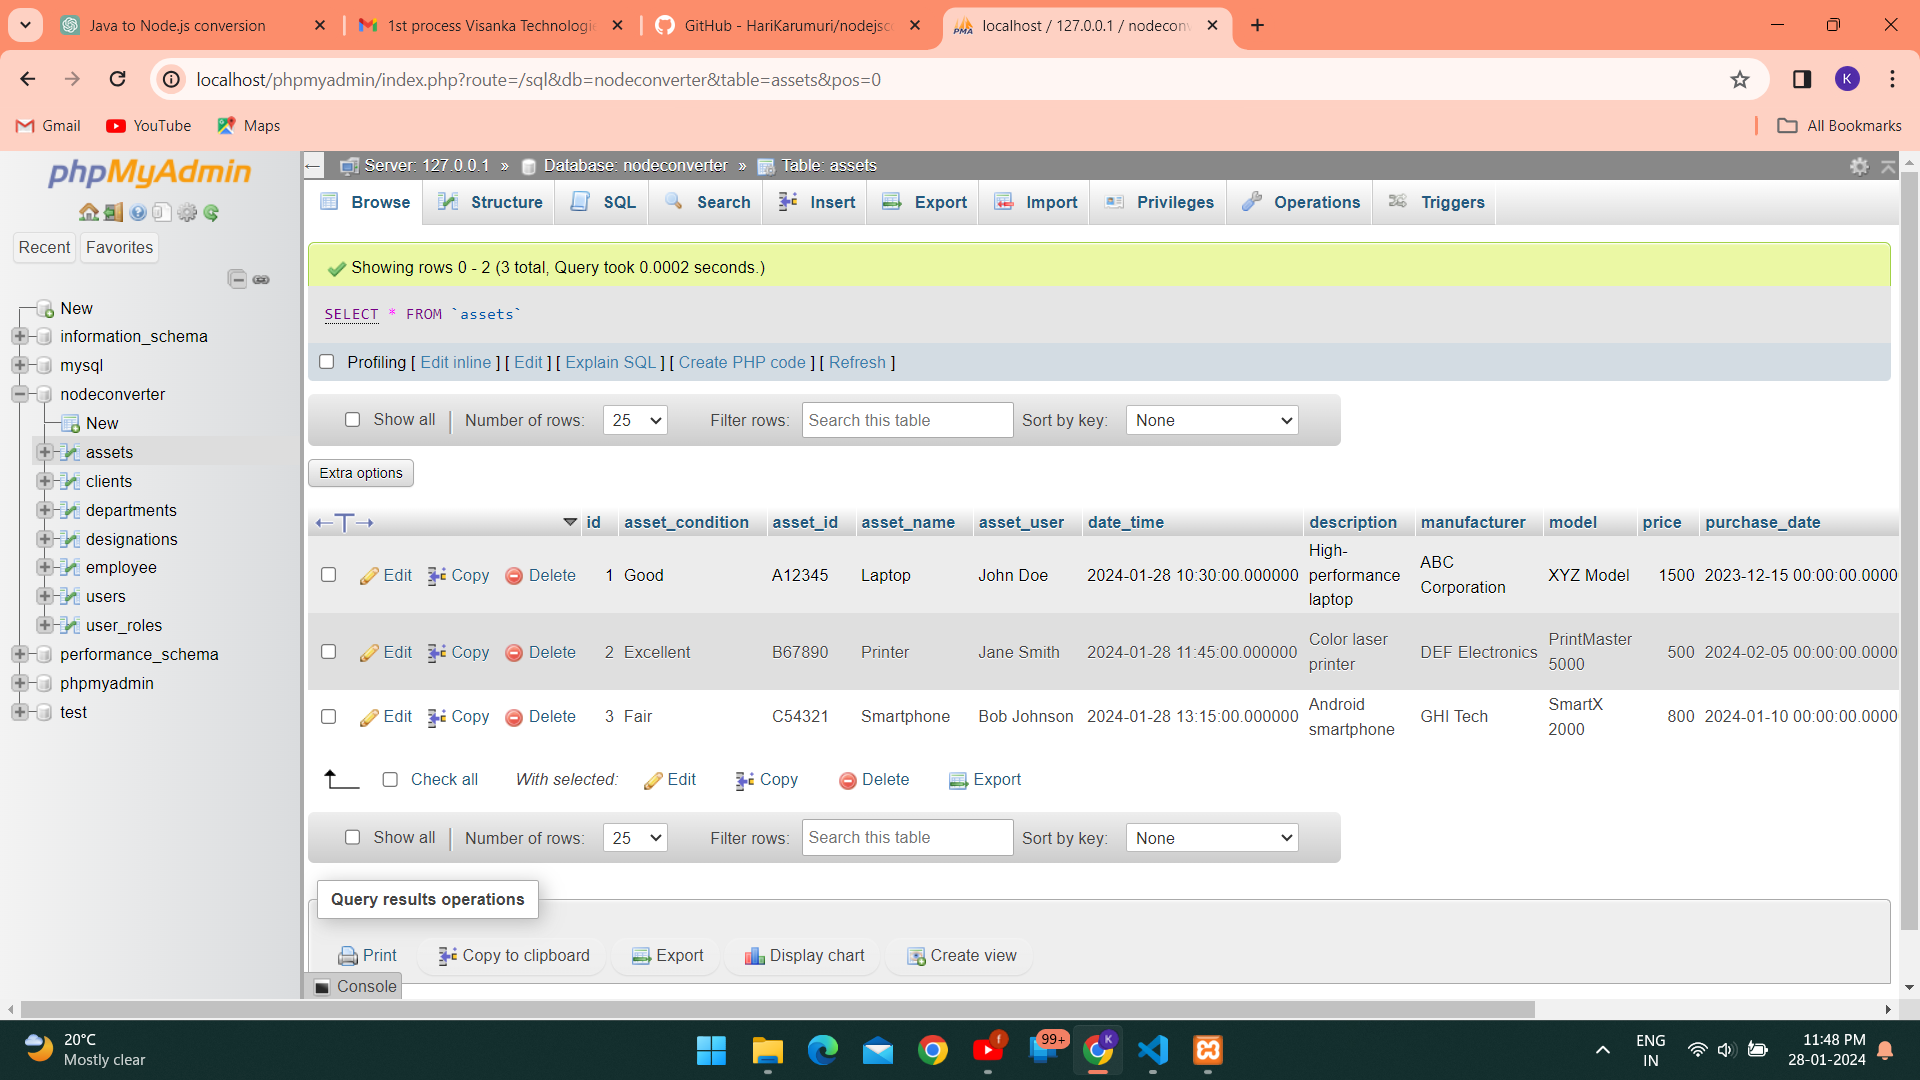 Java to Node.js conversion
1st process Visanka Technologie
GitHub - HariKarumuri/nodejsco
localhost / 127.0.0.1 / nodeconv
localhost/phpmyadmin/index.php?route=/sql&db=nodeconverter&table=assets&pos=0
K
Gmail
YouTube
Maps
All Bookmarks
phpMyAdmin
Recent
Favorites
New
information_schema
mysql
nodeconverter
New
assets
clients
departments
designations
employee
users
user_roles
performance_schema
phpmyadmin
test
Server: 127.0.0.1 » Database: nodeconverter » Table: assets
Browse Structure SQL Search Insert Export Import Privileges Operations Triggers
Showing rows 0 - 2 (3 total, Query took 0.0002 seconds.)
SELECT * FROM `assets`
Profiling [ Edit inline ] [ Edit ] [ Explain SQL ] [ Create PHP code ] [ Refresh ]
Show all Number of rows: 25 Filter rows: Search this table Sort by key: None
Extra options
id asset_condition asset_id asset_name asset_user date_time description manufacturer model price purchase_date
Edit Copy Delete 1 Good A12345 Laptop John Doe 2024-01-28 10:30:00.000000 High-performance laptop ABC Corporation XYZ Model 1500 2023-12-15 00:00:00.0000
Edit Copy Delete 2 Excellent B67890 Printer Jane Smith 2024-01-28 11:45:00.000000 Color laser printer DEF Electronics PrintMaster 5000 500 2024-02-05 00:00:00.0000
Edit Copy Delete 3 Fair C54321 Smartphone Bob Johnson 2024-01-28 13:15:00.000000 Android smartphone GHI Tech SmartX 2000 800 2024-01-10 00:00:00.0000
Check all With selected: Edit Copy Delete Export
Show all Number of rows: 25 Filter rows: Search this table Sort by key: None
Query results operations
Print Copy to clipboard Export Display chart Create view
Console
20°C
Mostly clear
99+
ENG
IN
11:48 PM
28-01-2024